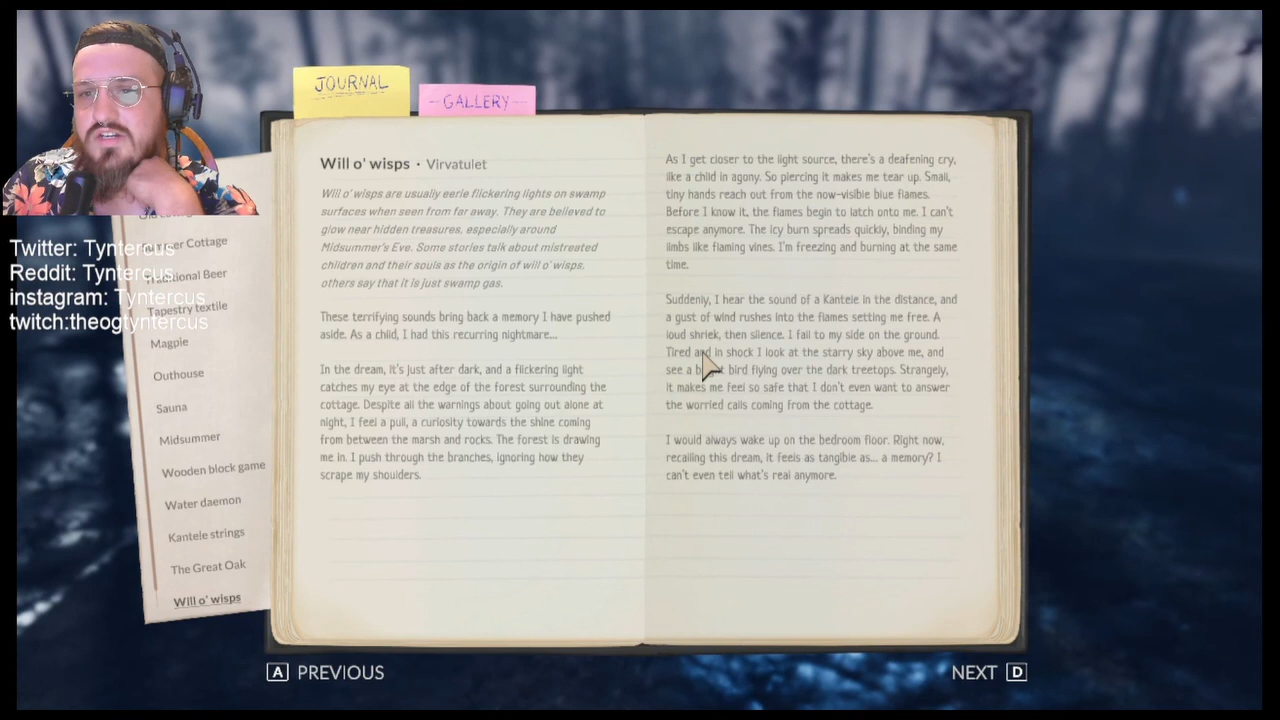 JOURNAL
GALLERY
Will o' wisps • Virvatulet
Will o' wisps are usually eerie flickering lights on swamp
surfaces when seen from far away. They are believed to
glow near hidden treasures, especially around
Midsummer's Eve. Some stories talk about mistreated
children and their souls as the origin of will o' wisps,
others say that it is just swamp gas.
These terrifying sounds bring back a memory I have pushed
aside. As a child, I had this recurring nightmare...
In the dream, it's just after dark, and a flickering light
catches my eye at the edge of the forest surrounding the
cottage. Despite all the warnings about going out alone at
night, I feel a pull, a curiosity towards the shine coming
from between the marsh and rocks. The forest is drawing
me in. I push through the branches, ignoring how they
scrape my shoulders.
As I get closer to the light source, there's a deafening cry,
like a child in agony. So piercing it makes me tear up. Small,
tiny hands reach out from the now-visible blue flames.
Before I know it, the flames begin to latch onto me. I can't
escape anymore. The icy burn spreads quickly, binding my
limbs like flaming vines. I'm freezing and burning at the same
time.
Suddenly, I hear the sound of a Kantele in the distance, and
a gust of wind rushes into the flames setting me free. A
loud shriek, then silence. I fall to my side on the ground.
Tired and in shock I look at the starry sky above me, and
see a bird flying over the dark treetops. Strangely,
it makes me feel so safe that I don't even want to answer
the worried calls coming from the cottage.
I would always wake up on the bedroom floor. Right now,
recalling this dream, it feels as tangible as... a memory? I
can't even tell what's real anymore.
Cottage
Traditional Beer
Tapestry textile
Magpie
Outhouse
Sauna
Midsummer
Wooden block game
Water daemon
Kantele strings
The Great Oak
Will o' wisps
Twitter: Tyntercus
Reddit: Tyntercus
instagram: Tyntercus
twitch:theogtyntercus
A PREVIOUS
NEXT D